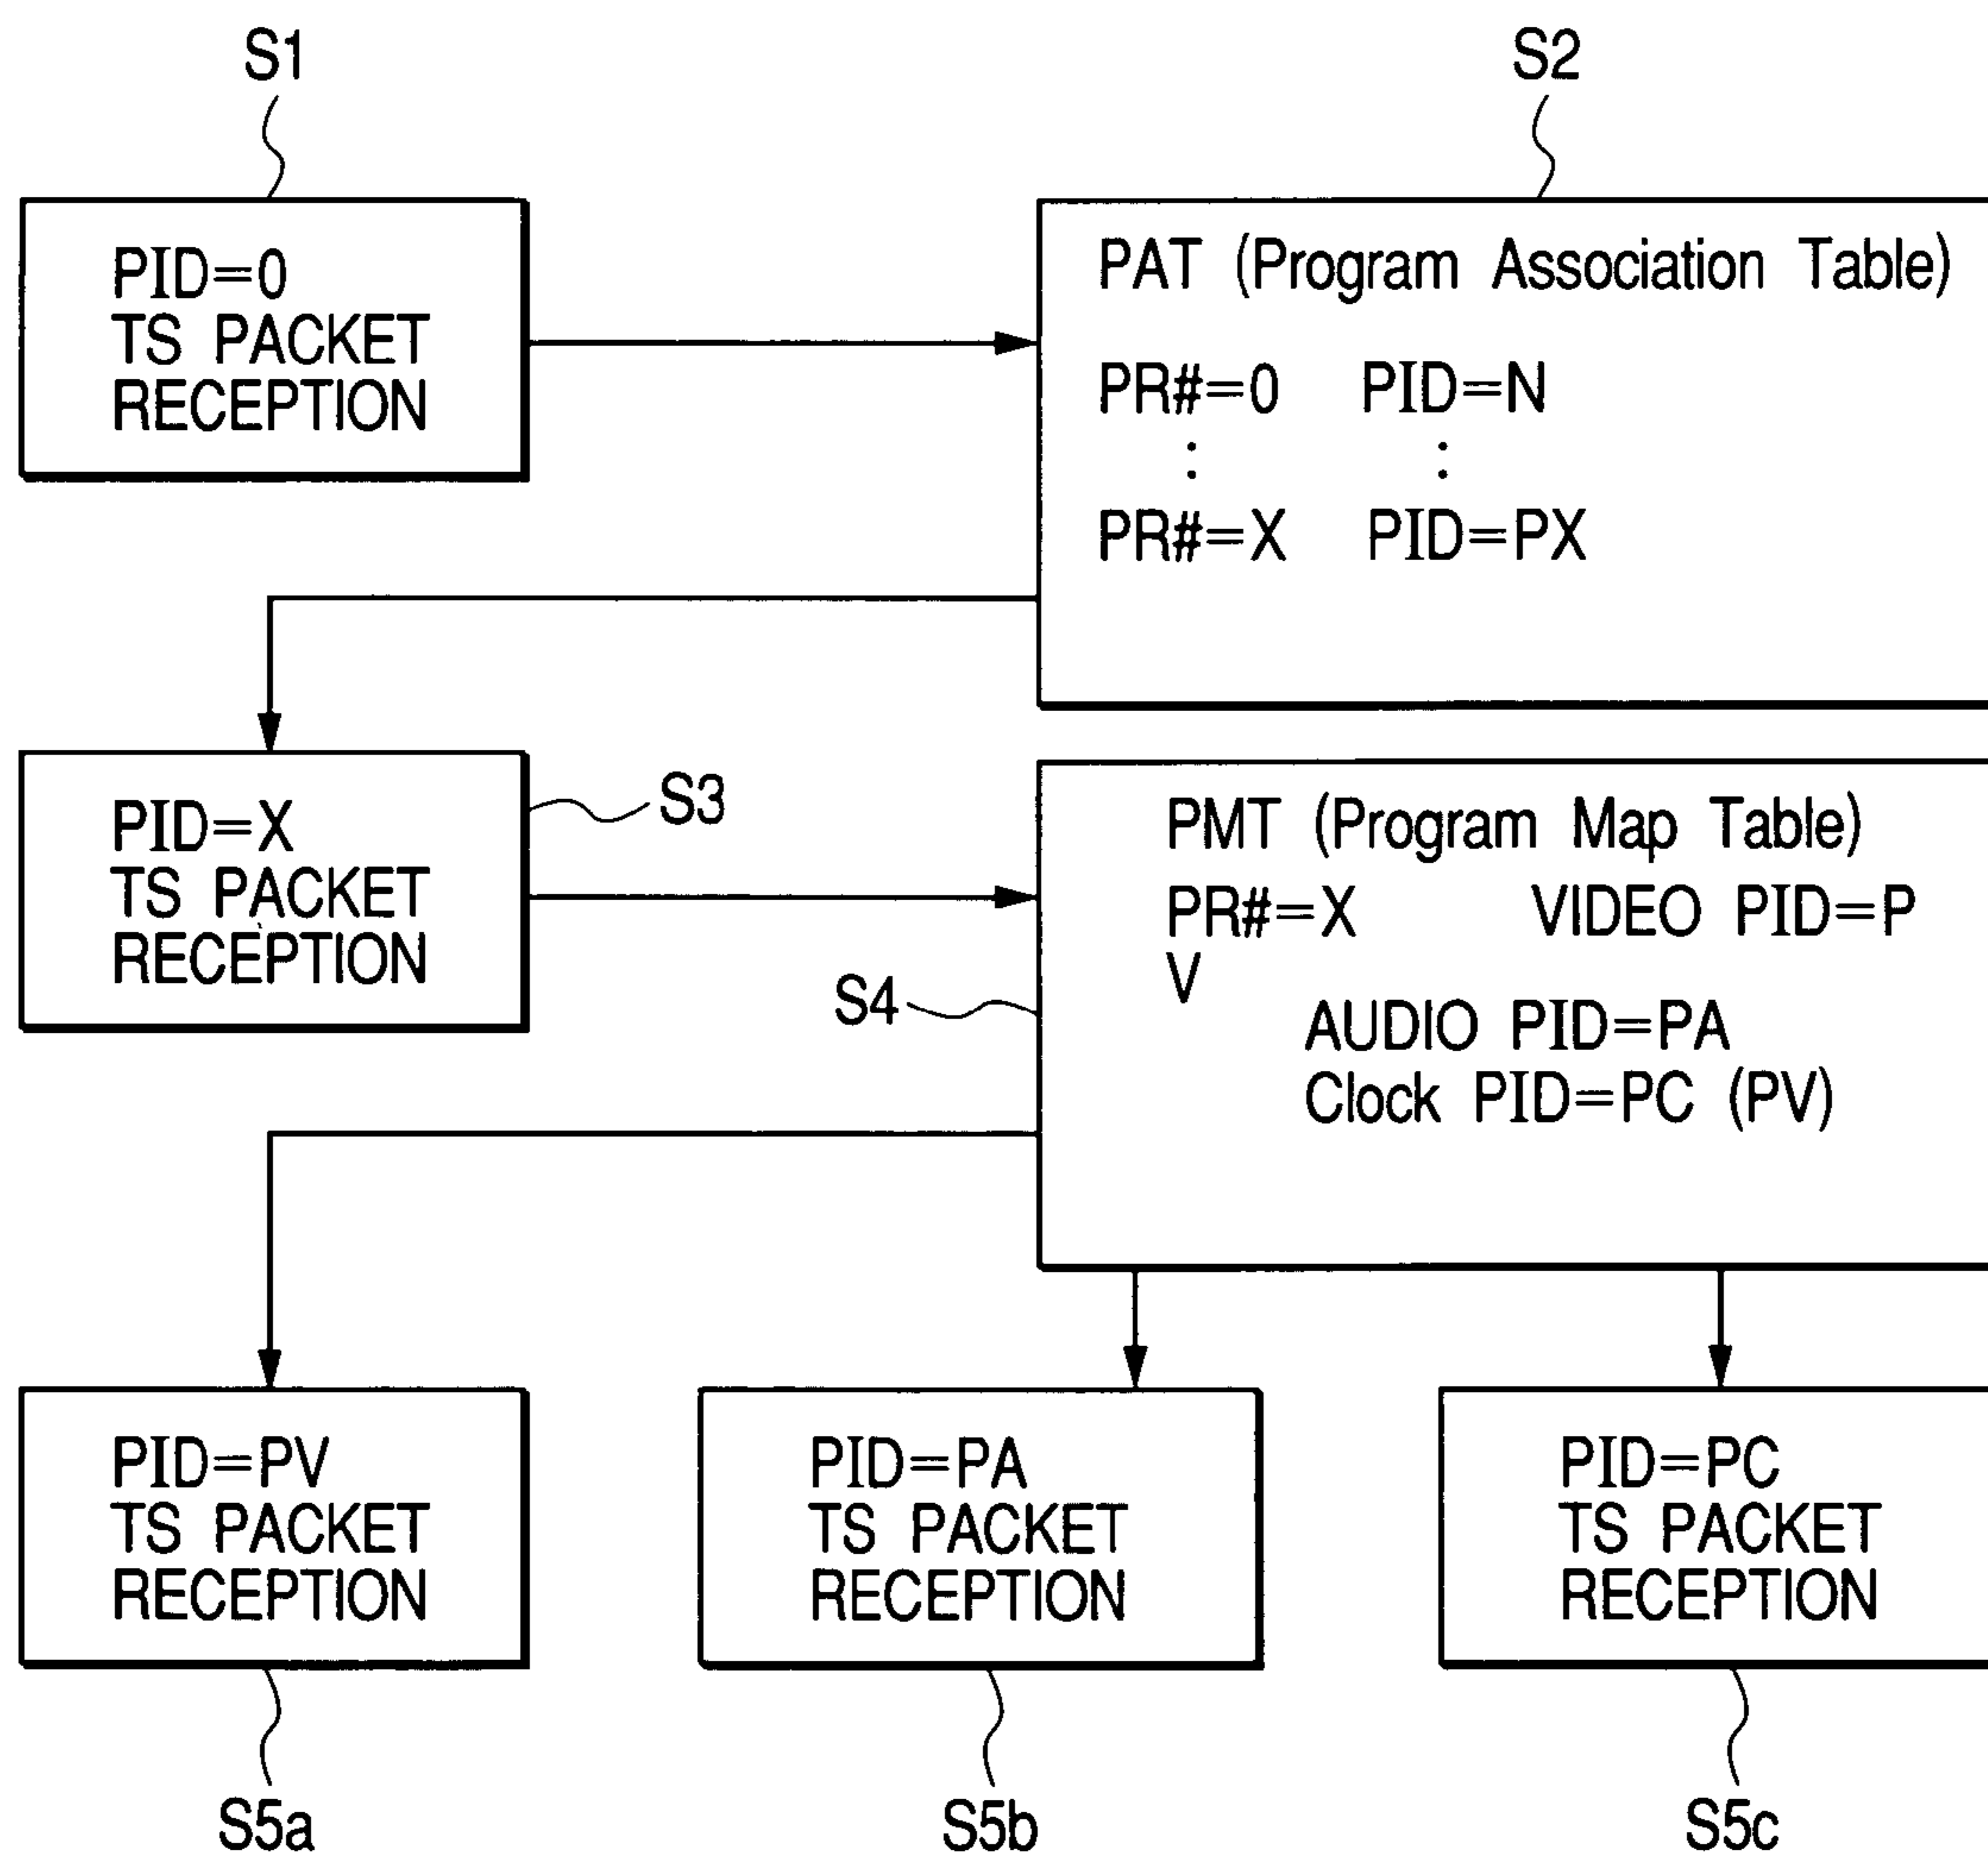 S1
S2
PID=0
TS PACKET
RECEPTION
PAT (Program Association Table)
PR#=0 PID=N
: :
PR#=X PID=PX
PID=X
TS PACKET
RECEPTION
S3
PMT (Program Map Table)
PR#=X VIDEO PID=P
V
AUDIO PID=PA
Clock PID=PC (PV)
S4
PID=PV
TS PACKET
RECEPTION
PID=PA
TS PACKET
RECEPTION
PID=PC
TS PACKET
RECEPTION
S5a
S5b
S5c